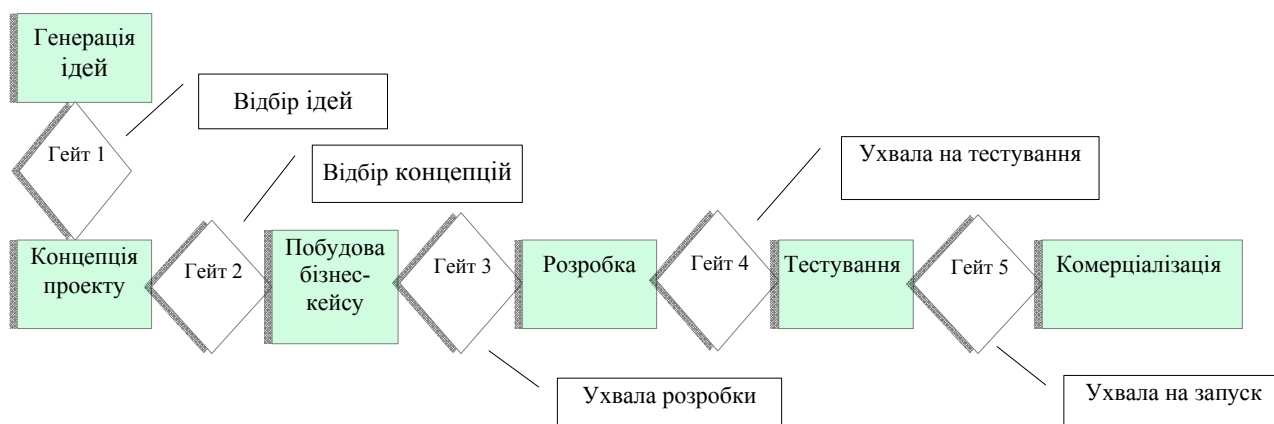 Генерація
ідей
Відбір ідей
Гейт 1
Відбір концепцій
Ухвала на тестування
Концепція
проекту
Гейт 2
Побудова
бізнес-
кейсу
Гейт 3
Розробка
Гейт 4
Тестування
Гейт 5
Комерціалізація
Ухвала розробки
Ухвала на запуск